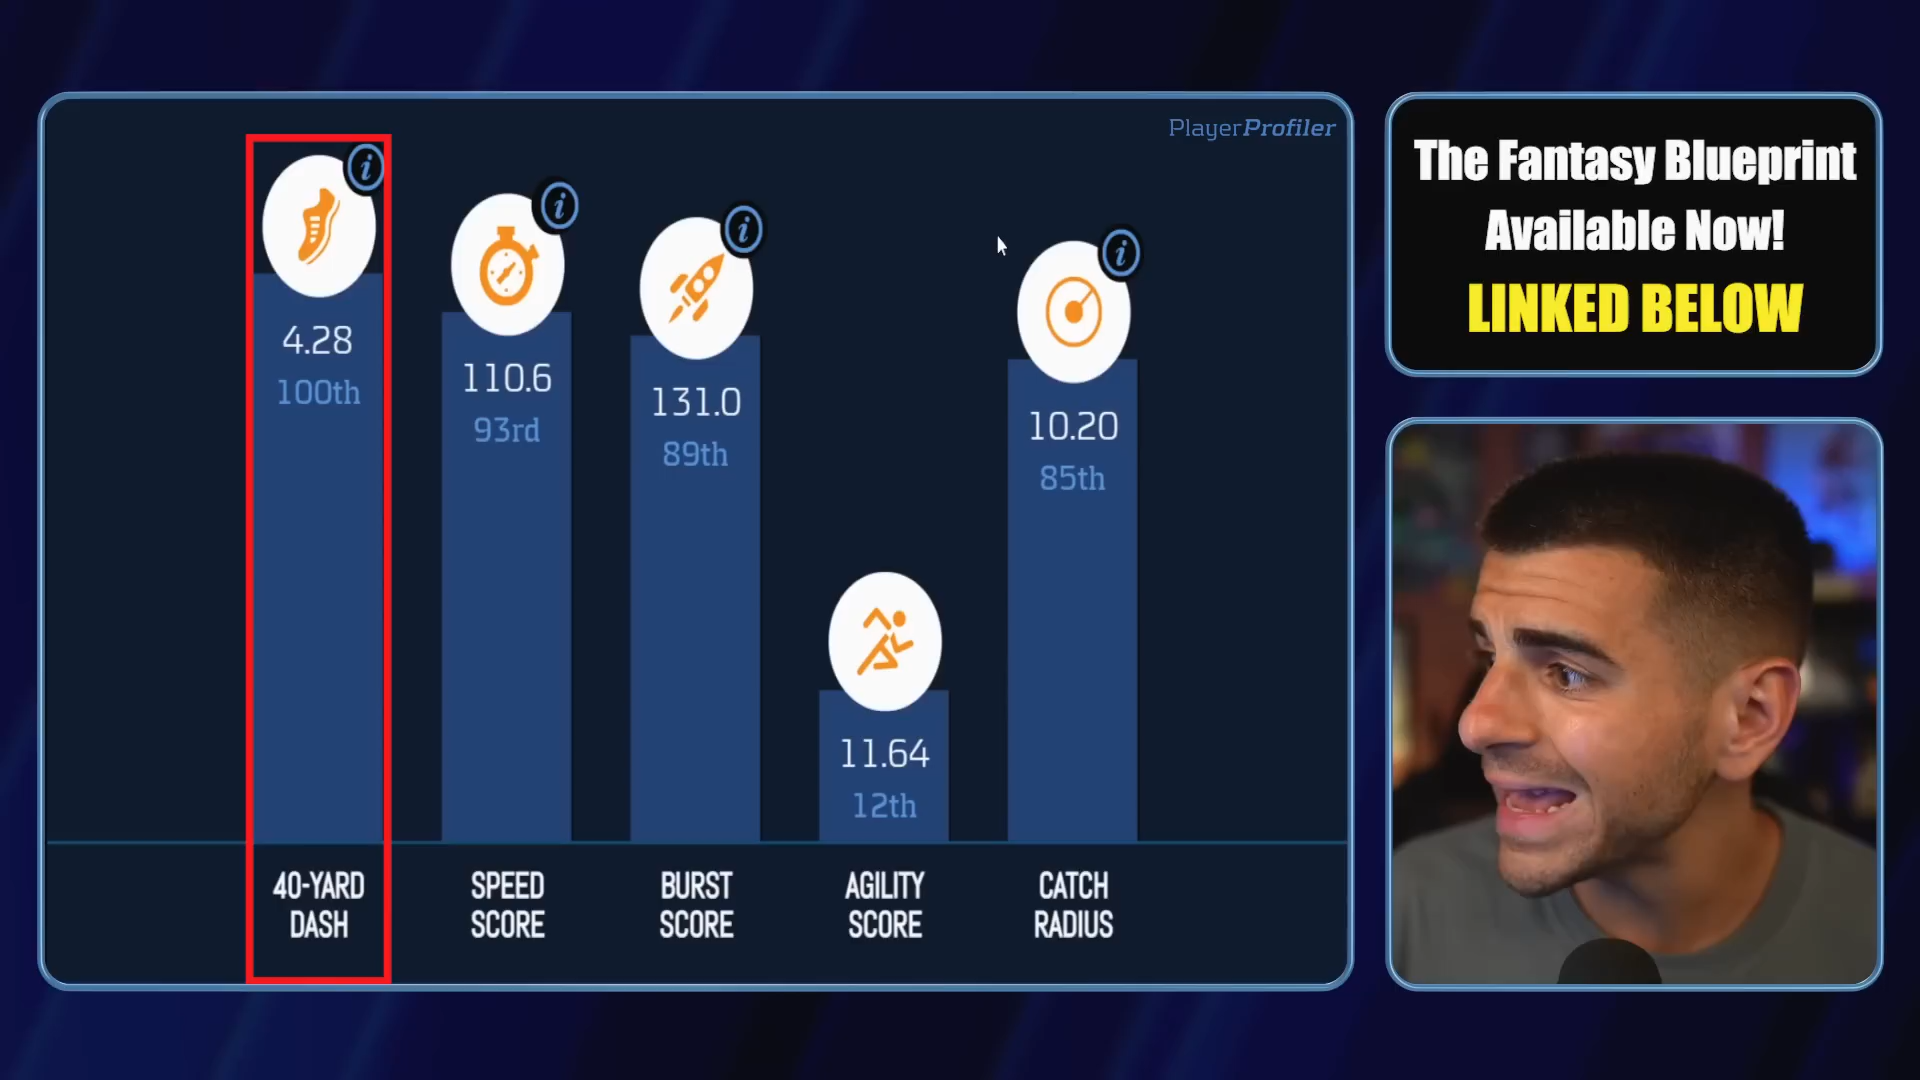 PlayerProfiler
4.28
100th
110.6
93rd
131.0
89th
11.64
12th
10.20
85th
40-YARD
DASH
SPEED
SCORE
BURST
SCORE
AGILITY
SCORE
CATCH
RADIUS
The Fantasy Blueprint
Available Now!
LINKED BELOW